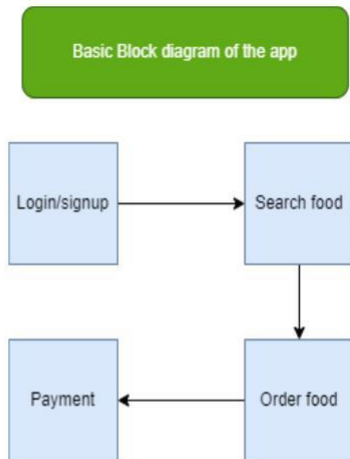 Basic Block diagram of the app
Login/signup
Search food
Payment
Order food